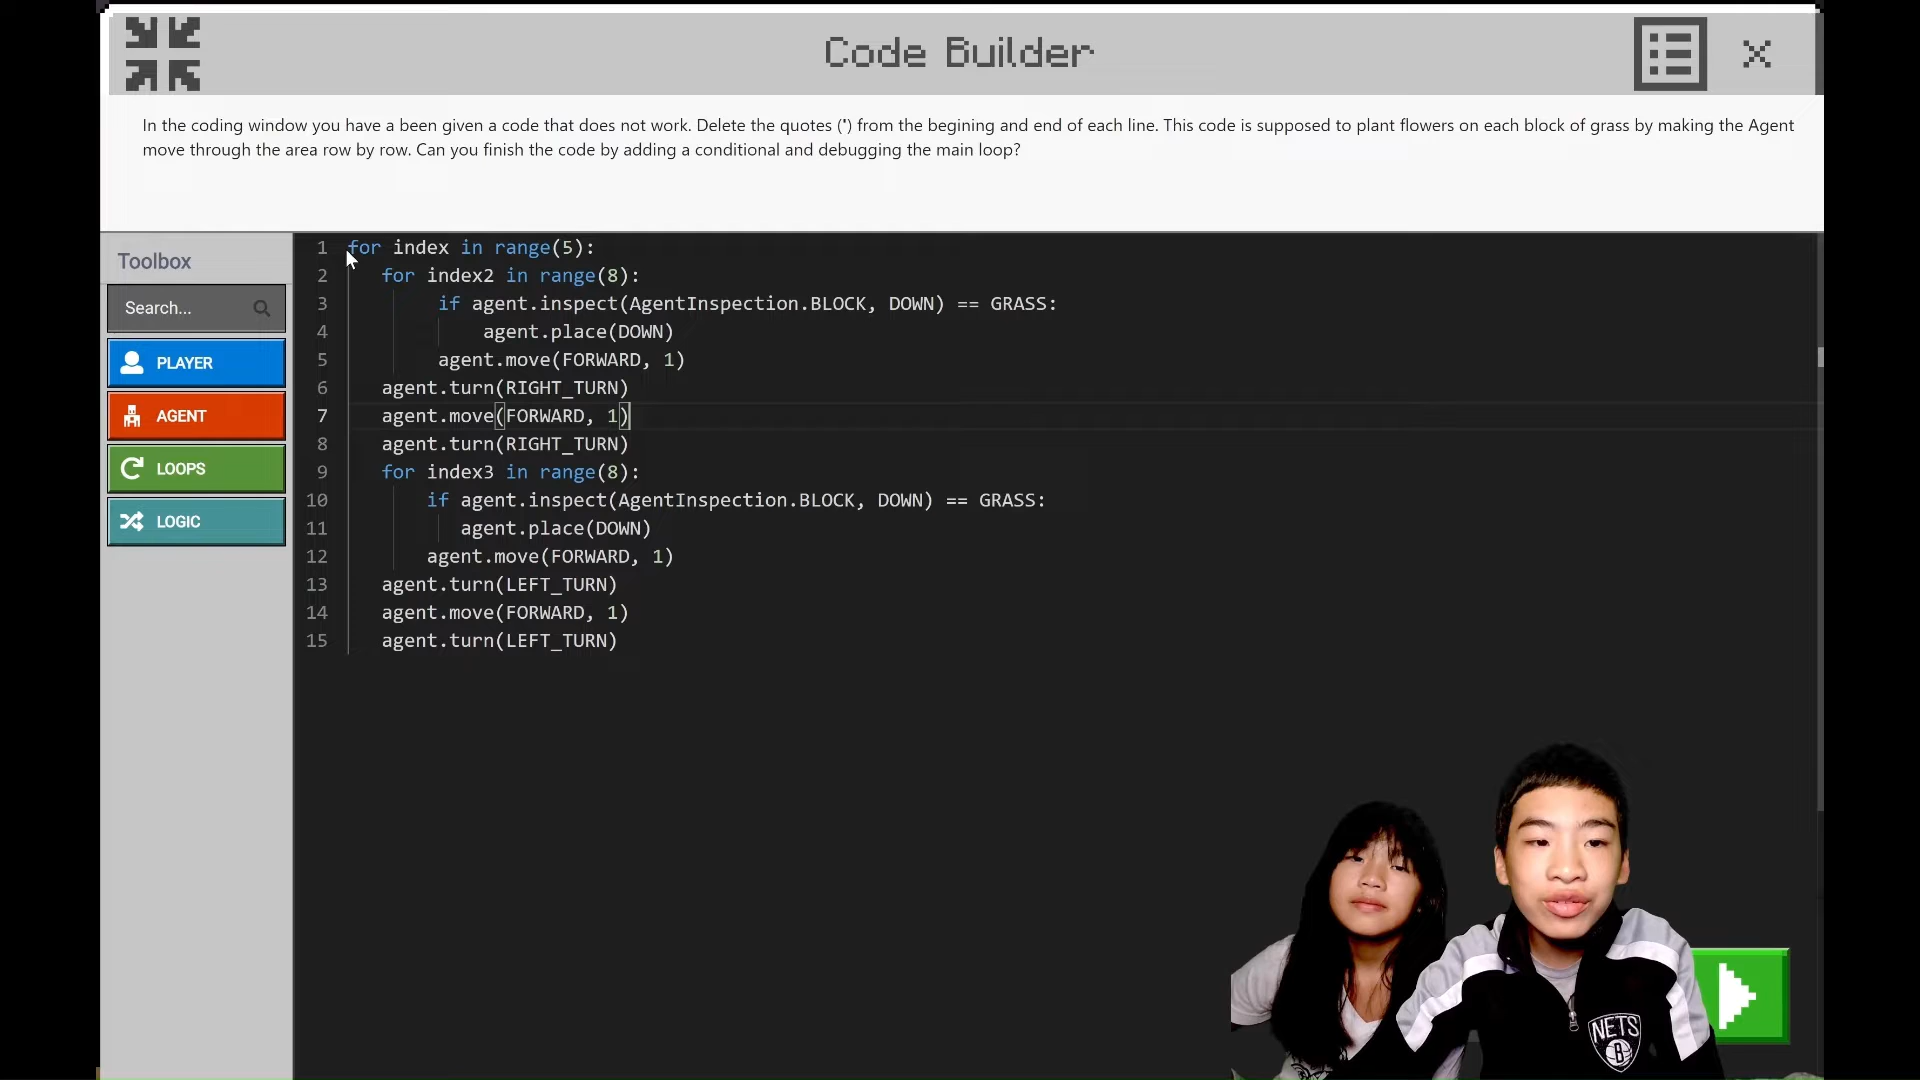 Code Builder
In the coding window you have a been given a code that does not work. Delete the quotes (") from the begining and end of each line. This code is supposed to plant flowers on each block of grass by making the Agent
move through the area row by row. Can you finish the code by adding a conditional and debugging the main loop?
Toolbox
Search...
PLAYER
AGENT
LOOPS
LOGIC
1 for index in range(5):
2 for index2 in range(8):
3 if agent.inspect(AgentInspection.BLOCK, DOWN) == GRASS:
4 agent.place(DOWN)
5 agent.move(FORWARD, 1)
6 agent.turn(RIGHT_TURN)
7 agent.move(FORWARD, 1)
8 agent.turn(RIGHT_TURN)
9 for index3 in range(8):
10 if agent.inspect(AgentInspection.BLOCK, DOWN) == GRASS:
11 agent.place(DOWN)
12 agent.move(FORWARD, 1)
13 agent.turn(LEFT_TURN)
14 agent.move(FORWARD, 1)
15 agent.turn(LEFT_TURN)
NETS
B